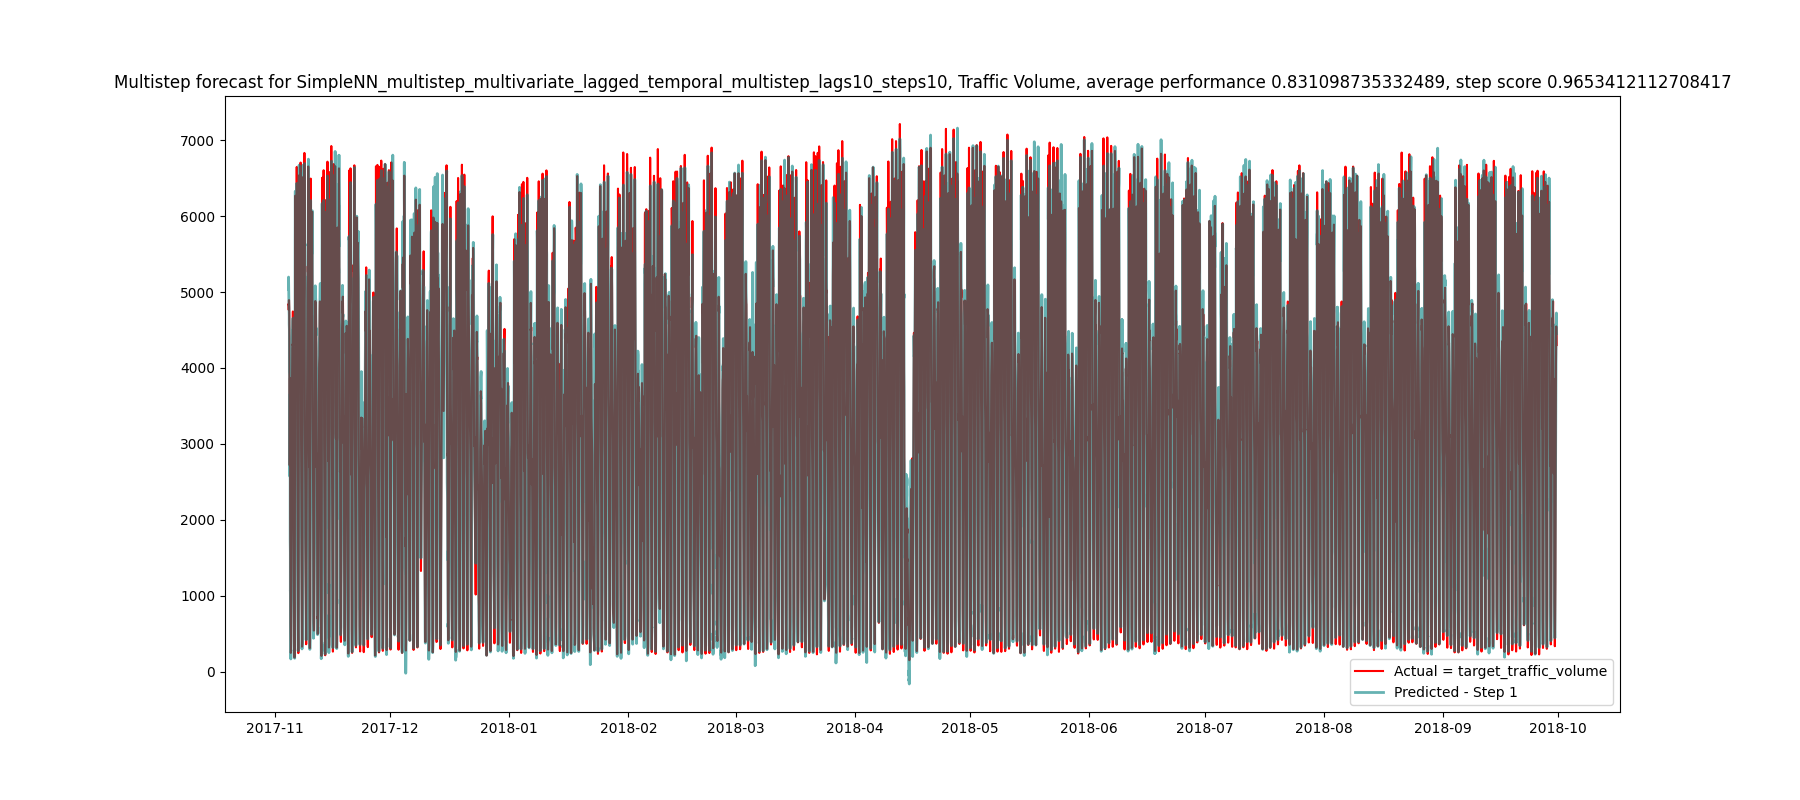 Multistep forecast for SimpleNN_multistep_multivariate_lagged_temporal_multistep_lags10_steps10, Traffic Volume, average performance 0.831098735332489, step score 0.9653412112708417
7000
6000
5000
4000
3000
2000
1000
0
Actual = target_traffic_volume
Predicted - Step 1
2017-11 2017-12 2018-01 2018-02 2018-03 2018-04 2018-05 2018-06 2018-07 2018-08 2018-09 2018-10